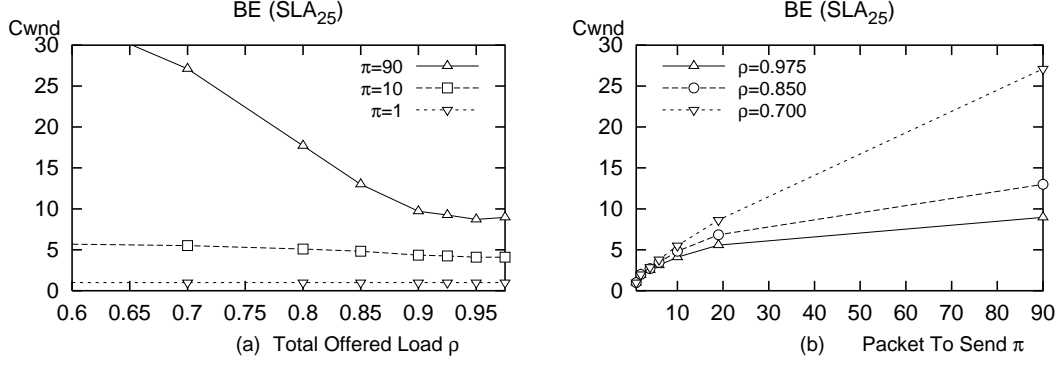 BE (SLA25)
Cwnd
30
25
20
15
10
5
0
π=90
π=10
π=1
0.6 0.65 0.7 0.75 0.8 0.85 0.9 0.95
(a) Total Offered Load ρ
BE (SLA25)
Cwnd
30
25
20
15
10
5
0
ρ=0.975
ρ=0.850
ρ=0.700
10 20 30 40 50 60 70 80 90
(b) Packet To Send π